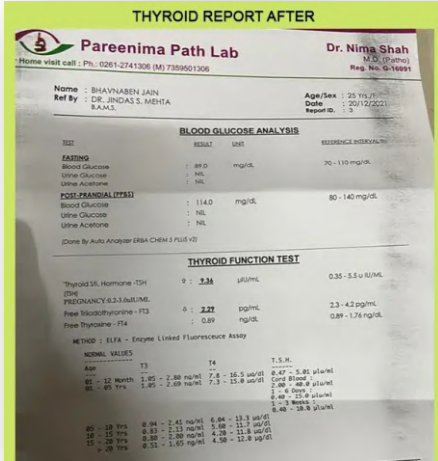 THYROID REPORT AFTER
Pareenima Path Lab
Dr. Nima Shah
M.D. (Patho)
Reg. No. G-16991
Home visit call : Ph.: 0261-2741306 (M) 7359501306
Name : BHAVNABEN JAIN
Ref By : DR. JINDAS S. MEHTA
B.A.M.S.
Age/Sex : 25 Yrs./F
Date : 20/12/2021
Report ID. : 3
BLOOD GLUCOSE ANALYSIS
TEST RESULT UNIT REFERENCE INTERVAL
FASTING
Blood Glucose : 89.0 mg/dL 70 - 110 mg/dL
Urine Glucose : NIL
Urine Acetone : NIL
POST-PRANDIAL (PPBS)
Blood Glucose : 114.0 mg/dL 80 - 140 mg/dL
Urine Glucose : NIL
Urine Acetone : NIL
(Done By Auto Analyzer ERBA CHEM 5 PLUS v2)
THYROID FUNCTION TEST
Thyroid Sti. Hormone -TSH : 9.36 µIU/mL 0.35 - 5.5 u IU/ML
(TSH)
PREGNANCY:0.2-3.0uIU/ML
Free Triiodothyronine - FT3 : 2.29 pg/mL 2.3 - 4.2 pg/mL
Free Thyroxine - FT4 : 0.89 ng/dL 0.89 - 1.76 ng/dL
METHOD : ELFA - Enzyme Linked Fluorescence Assay
NORMAL VALUES
Age T3 T4 T.S.H.
01 - 12 Month 1.05 - 2.80 ng/ml 7.8 - 16.5 ug/dl 0.47 - 5.01 uIu/ml
01 - 05 Yrs 1.05 - 2.69 ng/ml 7.3 - 15.0 ug/dl Cord Blood :
2.00 - 40.0 uIu/ml
1 - 6 Days :
0.40 - 15.0 uIu/ml
1 - 3 Weeks :
0.40 - 10.0 uIu/ml
05 - 10 Yrs 0.94 - 2.41 ng/ml 6.04 - 13.3 ug/dl
10 - 15 Yrs 0.83 - 2.13 ng/ml 5.60 - 11.7 ug/dl
15 - 20 Yrs 0.80 - 2.00 ng/ml 4.20 - 11.8 ug/dl
> 20 Yrs 0.51 - 1.65 ng/ml 4.50 - 12.0 ug/dl